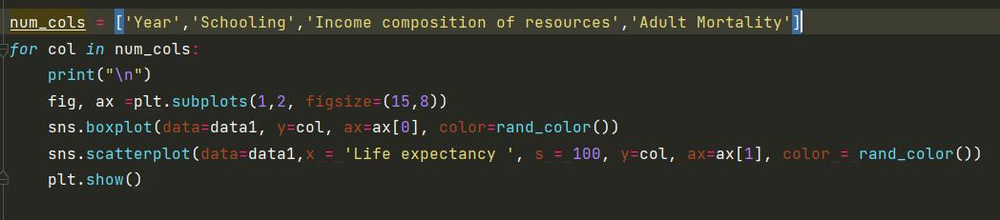 num_cols = ['Year','Schooling','Income composition of resources','Adult Mortality']
for col in num_cols:
    print("\n")
    fig, ax =plt.subplots(1,2, figsize=(15,8))
    sns.boxplot(data=data1, y=col, ax=ax[0], color=rand_color())
    sns.scatterplot(data=data1,x = 'Life expectancy ', s = 100, y=col, ax=ax[1], color = rand_color())
    plt.show()